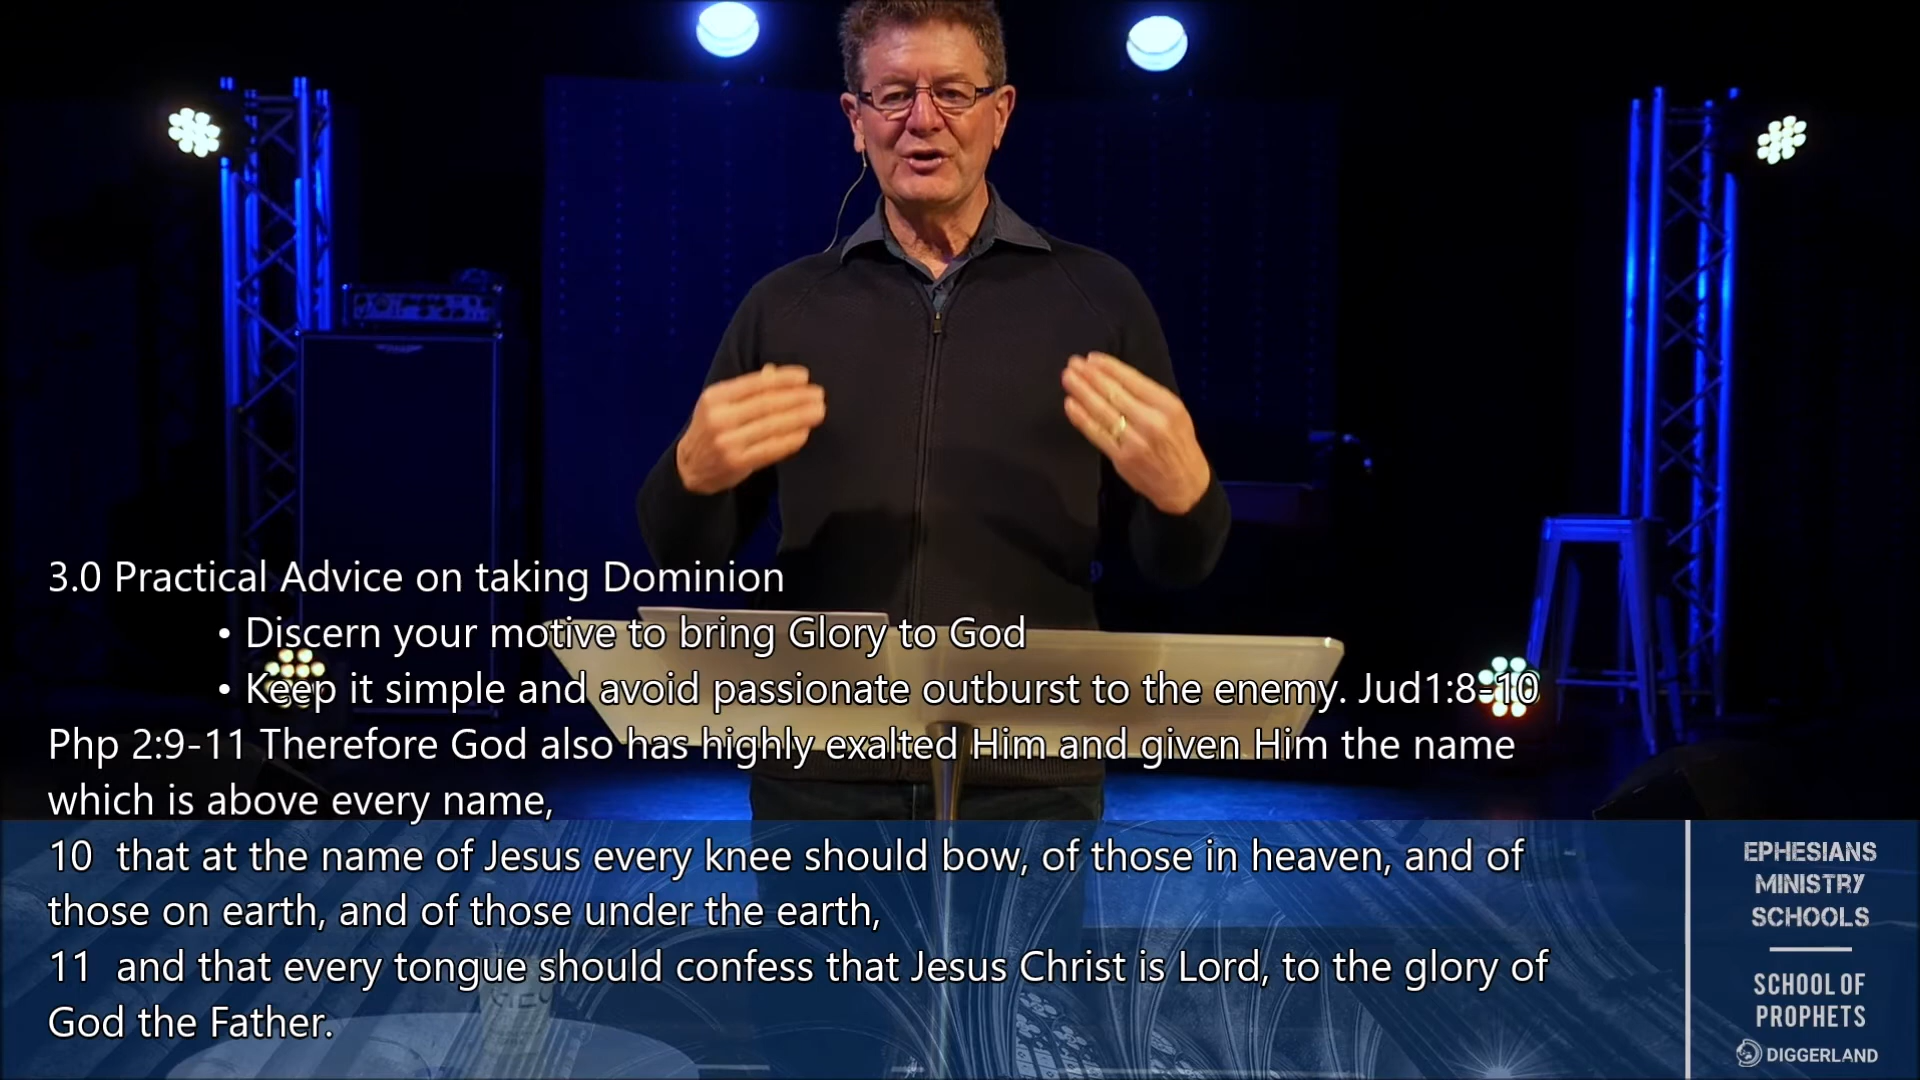 3.0 Practical Advice on taking Dominion
• Discern your motive to bring Glory to God
• Keep it simple and avoid passionate outburst to the enemy. Jud1:8-10
Php 2:9-11 Therefore God also has highly exalted Him and given Him the name
which is above every name,
10 that at the name of Jesus every knee should bow, of those in heaven, and of
those on earth, and of those under the earth,
11 and that every tongue should confess that Jesus Christ is Lord, to the glory of
God the Father.
EPHESIANS
MINISTRY
SCHOOLS
SCHOOL OF
PROPHETS
DIGGERLAND